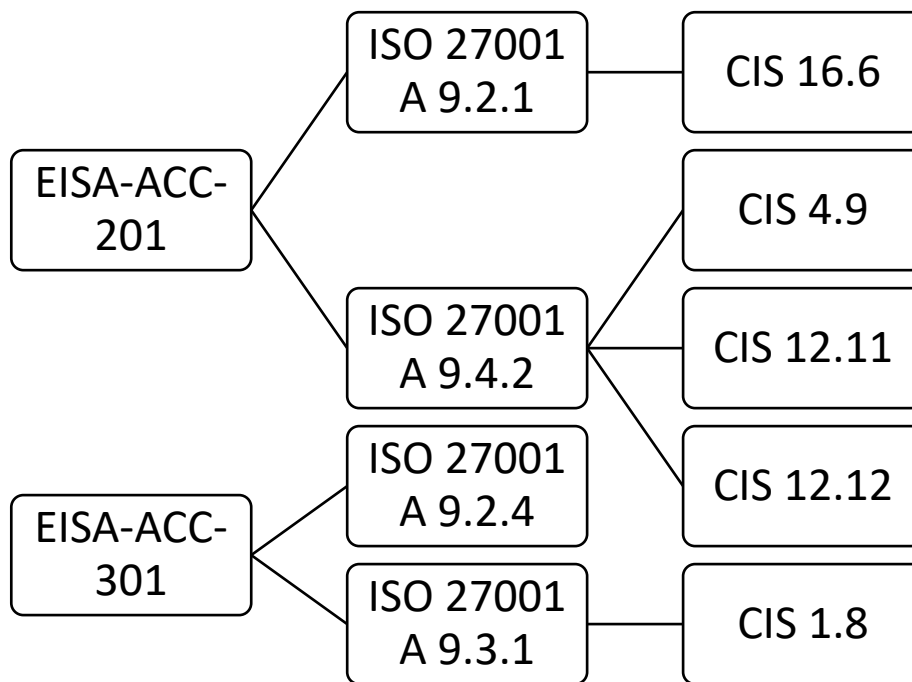 ISO 27001
A 9.2.1
CIS 16.6
EISA-ACC-
201
CIS 4.9
ISO 27001
A 9.4.2
CIS 12.11
CIS 12.12
ISO 27001
A 9.2.4
EISA-ACC-
301
ISO 27001
A 9.3.1
CIS 1.8